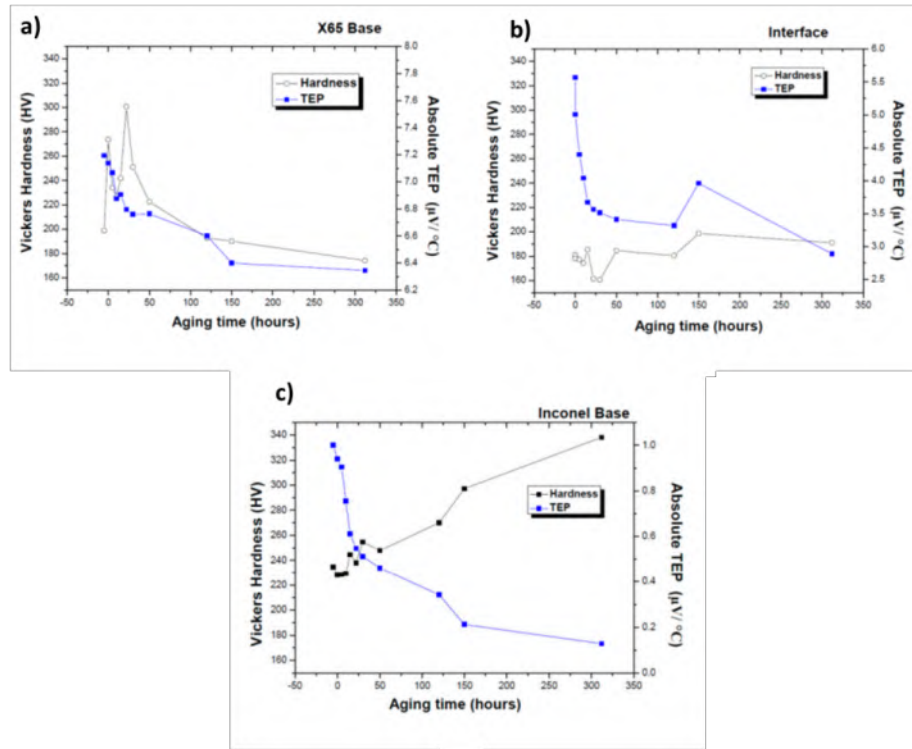 a)
X65 Base
Vickers Hardness (HV)
340
320
300
280
260
240
220
200
180
160
Hardness
TEP
8.0
7.8
7.6
7.4
7.2
7.0
6.8
6.6
6.4
6.2
Absolute TEP (µV/ °C)
-50 0 50 100 150 200 250 300 350
Aging time (hours)
b)
Interface
Vickers Hardness (HV)
340
320
300
280
260
240
220
200
180
160
Hardness
TEP
6.0
5.5
5.0
4.5
4.0
3.5
3.0
2.5
Absolute TEP (µV/ °C)
-50 0 50 100 150 200 250 300 350
Aging time (hours)
c)
Inconel Base
Vickers Hardness (HV)
340
320
300
280
260
240
220
200
180
160
Hardness
TEP
1.0
0.8
0.6
0.4
0.2
0.0
Absolute TEP (µV/ °C)
-50 0 50 100 150 200 250 300 350
Aging time (hours)